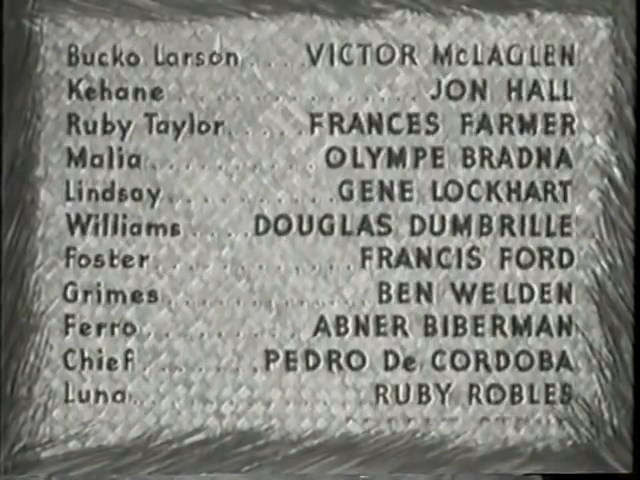 Bucko Larson.... VICTOR McLAGLEN
Kehane................ JON HALL
Ruby Taylor..... FRANCES FARMER
Malia............ OLYMPE BRADNA
Lindsay.......... GENE LOCKHART
Williams..... DOUGLAS DUMBRILLE
Foster............. FRANCIS FORD
Grimes............ BEN WELDEN
Ferro........... ABNER BIBERMAN
Chief........ PEDRO De CORDOBA
Luna............... RUBY ROBLES